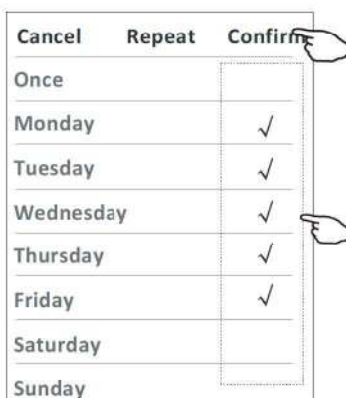 Cancel Repeat Confirm
Once
Monday √
Tuesday √
Wednesday √
Thursday √
Friday √
Saturday
Sunday